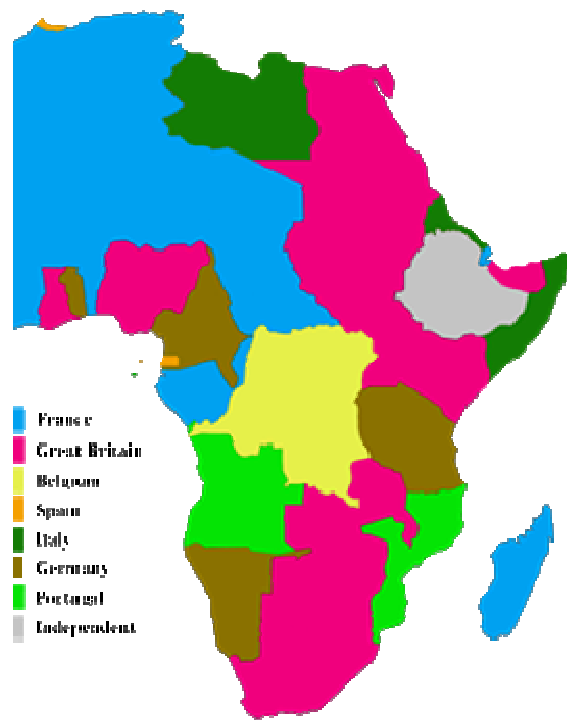 France
Great Britain
Belgium
Spain
Italy
Germany
Portugal
Independent